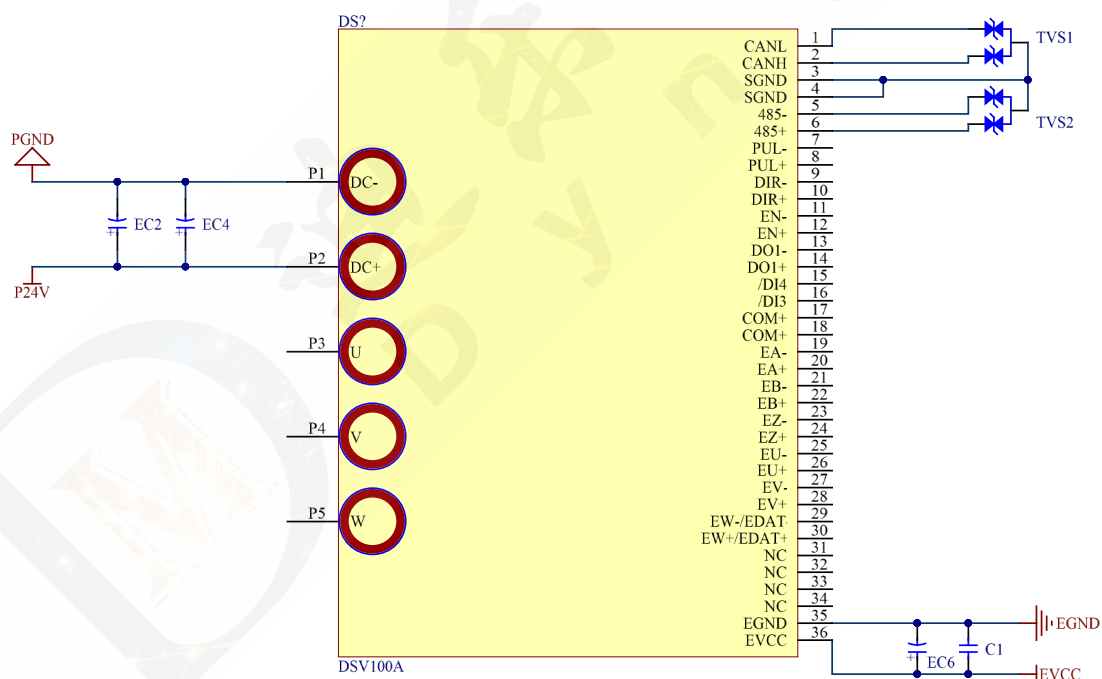 DS?
CANL 1
CANH 2
SGND 3
SGND 4
485- 5
485+ 6
PUL- 7
PUL+ 8
DIR- 9
DIR+ 10
EN- 11
EN+ 12
DO1- 13
DO1+ 14
/DI4 15
/DI3 16
COM+ 17
COM+ 18
EA- 19
EA+ 20
EB- 21
EB+ 22
EZ- 23
EZ+ 24
EU- 25
EU+ 26
EV- 27
EV+ 28
EW-/EDAT- 29
EW+/EDAT+ 30
NC 31
NC 32
NC 33
NC 34
EGND 35
EVCC 36
TVS1
TVS2
PGND
P1 DC-
EC2 EC4
P2 DC+
P24V
P3 U
P4 V
P5 W
EGND
EC6 C1
EVCC
DSV100A
Dyn